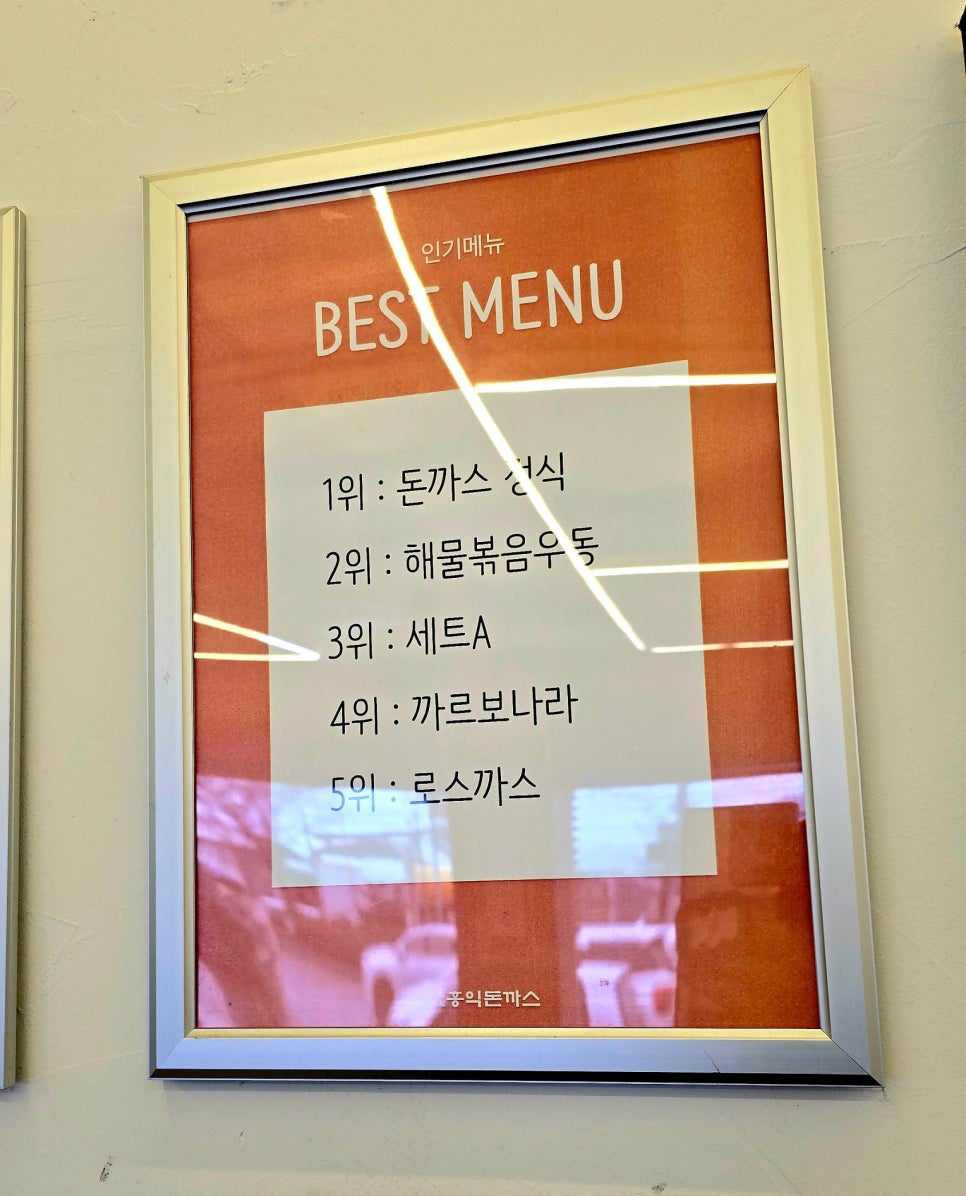 인기메뉴
BEST MENU
1위 : 돈까스 정식
2위 : 해물볶음우동
3위 : 세트A
4위 : 까르보나라
5위 : 로스까스
홍익돈까스